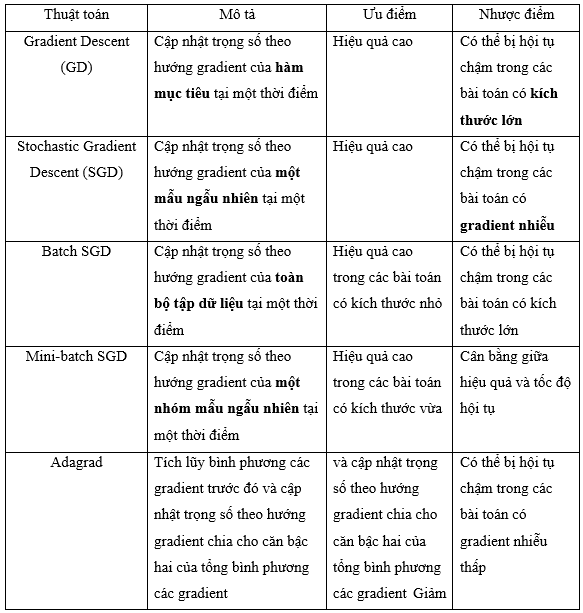 Thuật toán
Mô tả
Ưu điểm
Nhược điểm
Gradient Descent
(GD)
Cập nhật trọng số theo
hướng gradient của hàm
mục tiêu tại một thời điểm
Hiệu quả cao
Có thể bị hội tụ
chậm trong các
bài toán có kích
thước lớn
Stochastic Gradient
Descent (SGD)
Cập nhật trọng số theo
hướng gradient của một
mẫu ngẫu nhiên tại một
thời điểm
Hiệu quả cao
Có thể bị hội tụ
chậm trong các
bài toán có
gradient nhiễu
Batch SGD
Cập nhật trọng số theo
hướng gradient của toàn
bộ tập dữ liệu tại một thời
điểm
Hiệu quả cao
trong các bài toán
có kích thước nhỏ
Có thể bị hội tụ
chậm trong các
bài toán có kích
thước lớn
Mini-batch SGD
Cập nhật trọng số theo
hướng gradient của một
nhóm mẫu ngẫu nhiên tại
một thời điểm
Hiệu quả cao
trong các bài toán
có kích thước vừa
Cân bằng giữa
hiệu quả và tốc độ
hội tụ
Adagrad
Tích lũy bình phương các
gradient trước đó và cập
nhật trọng số theo hướng
gradient chia cho căn bậc
hai của tổng bình phương
các gradient
và cập nhật trọng
số theo hướng
gradient chia cho
căn bậc hai của
tổng bình phương
các gradient Giảm
Có thể bị hội tụ
chậm trong các
bài toán có
gradient nhiễu
thấp